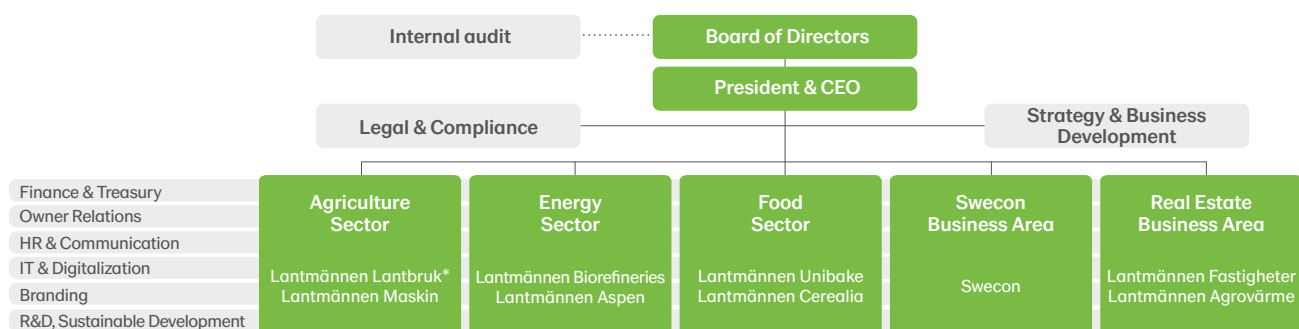 Internal audit
Board of Directors
President & CEO
Legal & Compliance
Strategy & Business
Development
Finance & Treasury
Owner Relations
HR & Communication
IT & Digitalization
Branding
R&D, Sustainable Development
Agriculture
Sector
Lantmännen Lantbruk*
Lantmännen Maskin
Energy
Sector
Lantmännen Biorefineries
Lantmännen Aspen
Food
Sector
Lantmännen Unibake
Lantmännen Cerealia
Swecon
Business Area
Swecon
Real Estate
Business Area
Lantmännen Fastigheter
Lantmännen Agrovärme